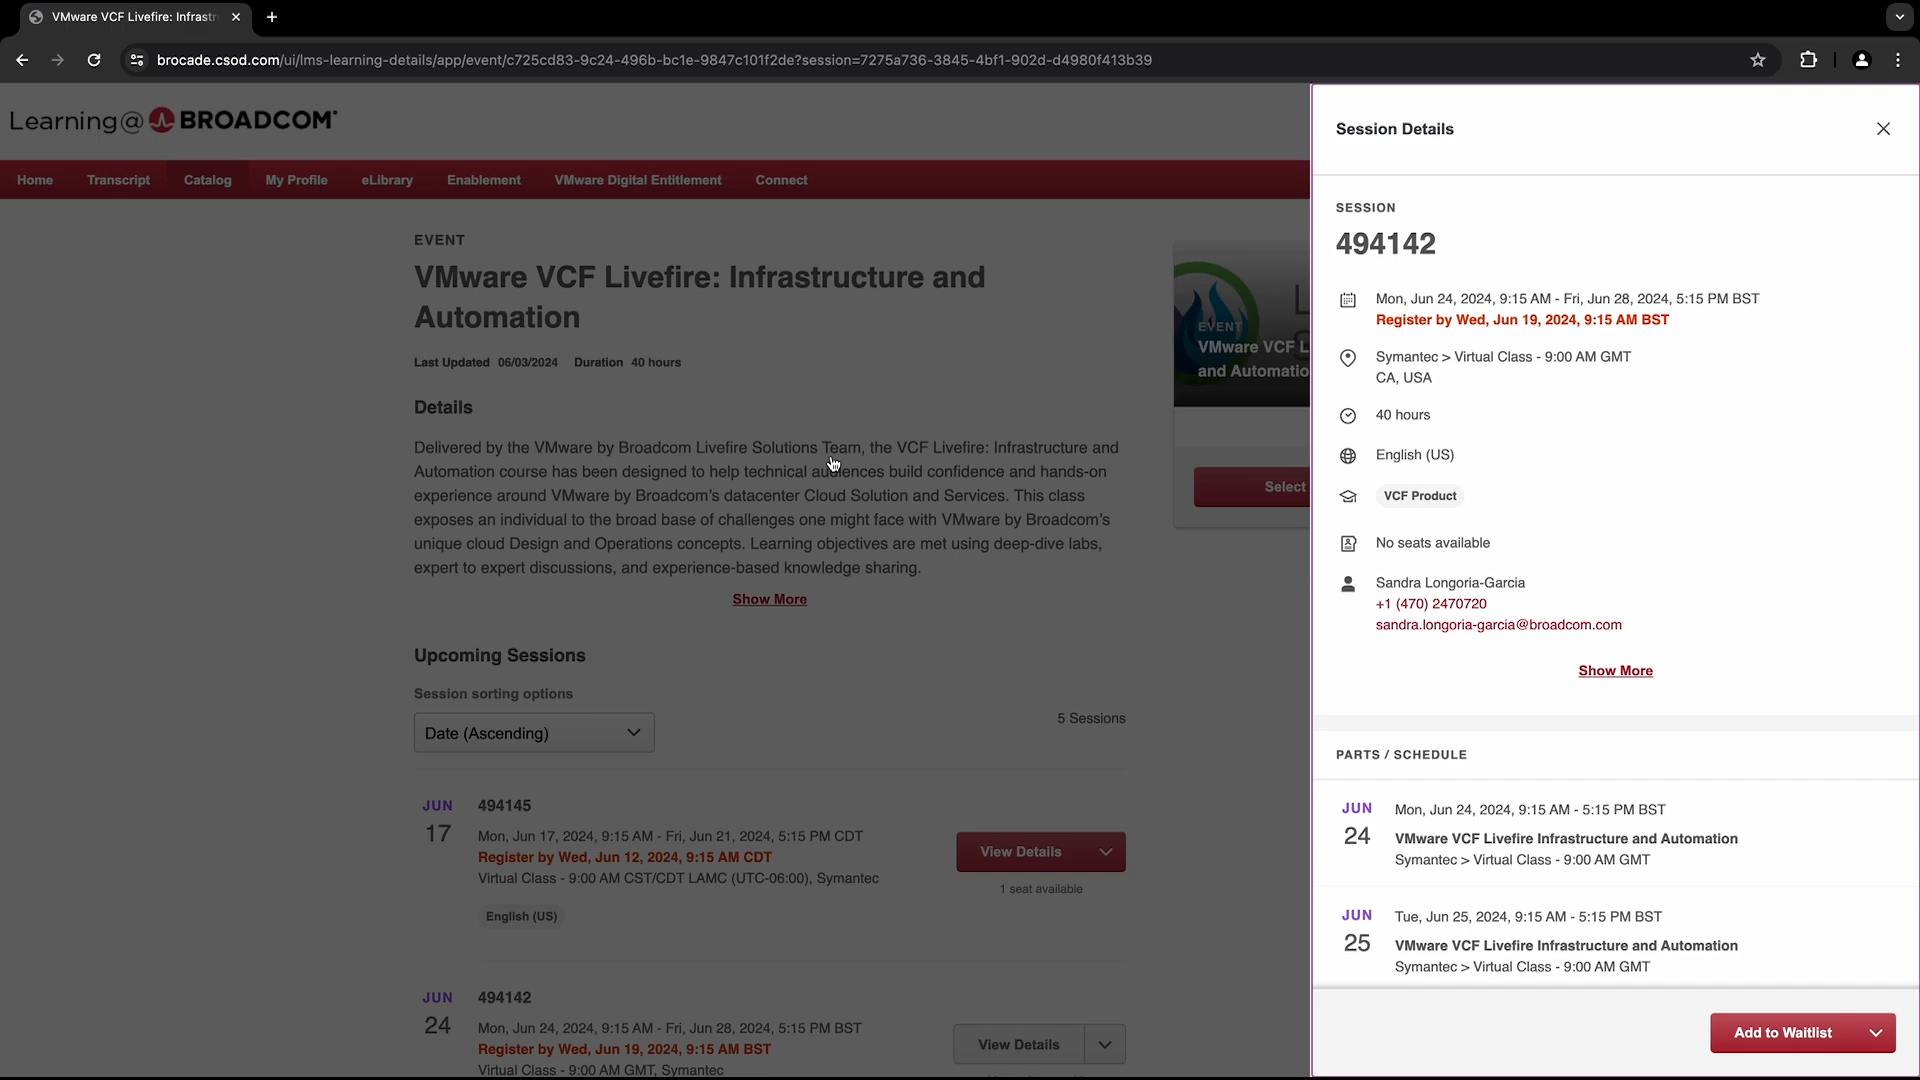 VMware VCF Livefire: Infrastr
brocade.csod.com/ui/lms-learning-details/app/event/c725cd83-9c24-496b-bc1e-9847c101f2de?session=7275a736-3845-4bf1-902d-d4980f413b39
Learning@ BROADCOM
Home Transcript Catalog My Profile eLibrary Enablement VMware Digital Entitlement Connect
EVENT
VMware VCF Livefire: Infrastructure and
Automation
Last Updated 06/03/2024 Duration 40 hours
Details
Delivered by the VMware by Broadcom Livefire Solutions Team, the VCF Livefire: Infrastructure and
Automation course has been designed to help technical audiences build confidence and hands-on
experience around VMware by Broadcom's datacenter Cloud Solution and Services. This class
exposes an individual to the broad base of challenges one might face with VMware by Broadcom's
unique cloud Design and Operations concepts. Learning objectives are met using deep-dive labs,
expert to expert discussions, and experience-based knowledge sharing.
Show More
EVENT
VMware VCF L
and Automatio
Select
Upcoming Sessions
Session sorting options
Date (Ascending)
5 Sessions
JUN
17
494145
Mon, Jun 17, 2024, 9:15 AM - Fri, Jun 21, 2024, 5:15 PM CDT
Register by Wed, Jun 12, 2024, 9:15 AM CDT
Virtual Class - 9:00 AM CST/CDT LAMC (UTC-06:00), Symantec
English (US)
View Details
1 seat available
JUN
24
494142
Mon, Jun 24, 2024, 9:15 AM - Fri, Jun 28, 2024, 5:15 PM BST
Register by Wed, Jun 19, 2024, 9:15 AM BST
Virtual Class - 9:00 AM GMT, Symantec
View Details
Session Details
SESSION
494142
Mon, Jun 24, 2024, 9:15 AM - Fri, Jun 28, 2024, 5:15 PM BST
Register by Wed, Jun 19, 2024, 9:15 AM BST
Symantec > Virtual Class - 9:00 AM GMT
CA, USA
40 hours
English (US)
VCF Product
No seats available
Sandra Longoria-Garcia
+1 (470) 2470720
sandra.longoria-garcia@broadcom.com
Show More
PARTS / SCHEDULE
JUN
24
Mon, Jun 24, 2024, 9:15 AM - 5:15 PM BST
VMware VCF Livefire Infrastructure and Automation
Symantec > Virtual Class - 9:00 AM GMT
JUN
25
Tue, Jun 25, 2024, 9:15 AM - 5:15 PM BST
VMware VCF Livefire Infrastructure and Automation
Symantec > Virtual Class - 9:00 AM GMT
Add to Waitlist